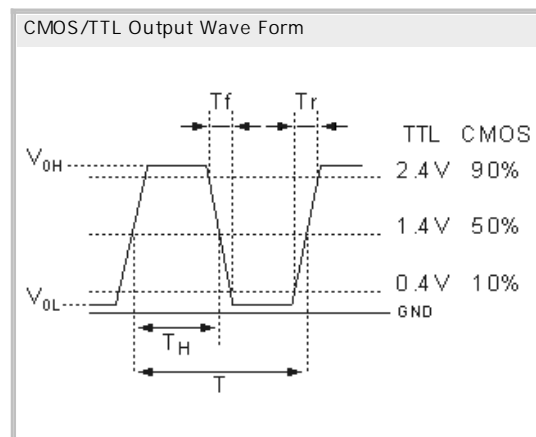 CMOS/TTL Output Wave Form
Tf Tr
TTL CMOS
V0H 2.4V 90%
1.4V 50%
0.4V 10%
V0L
GND
TH
T